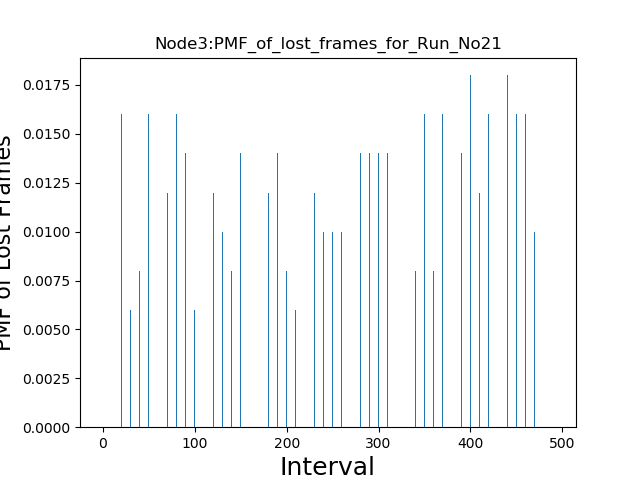 Node3:PMF_of_lost_frames_for_Run_No21
PMF of Lost Frames
0.0175
0.0150
0.0125
0.0100
0.0075
0.0050
0.0025
0.0000
0 100 200 300 400 500
Interval